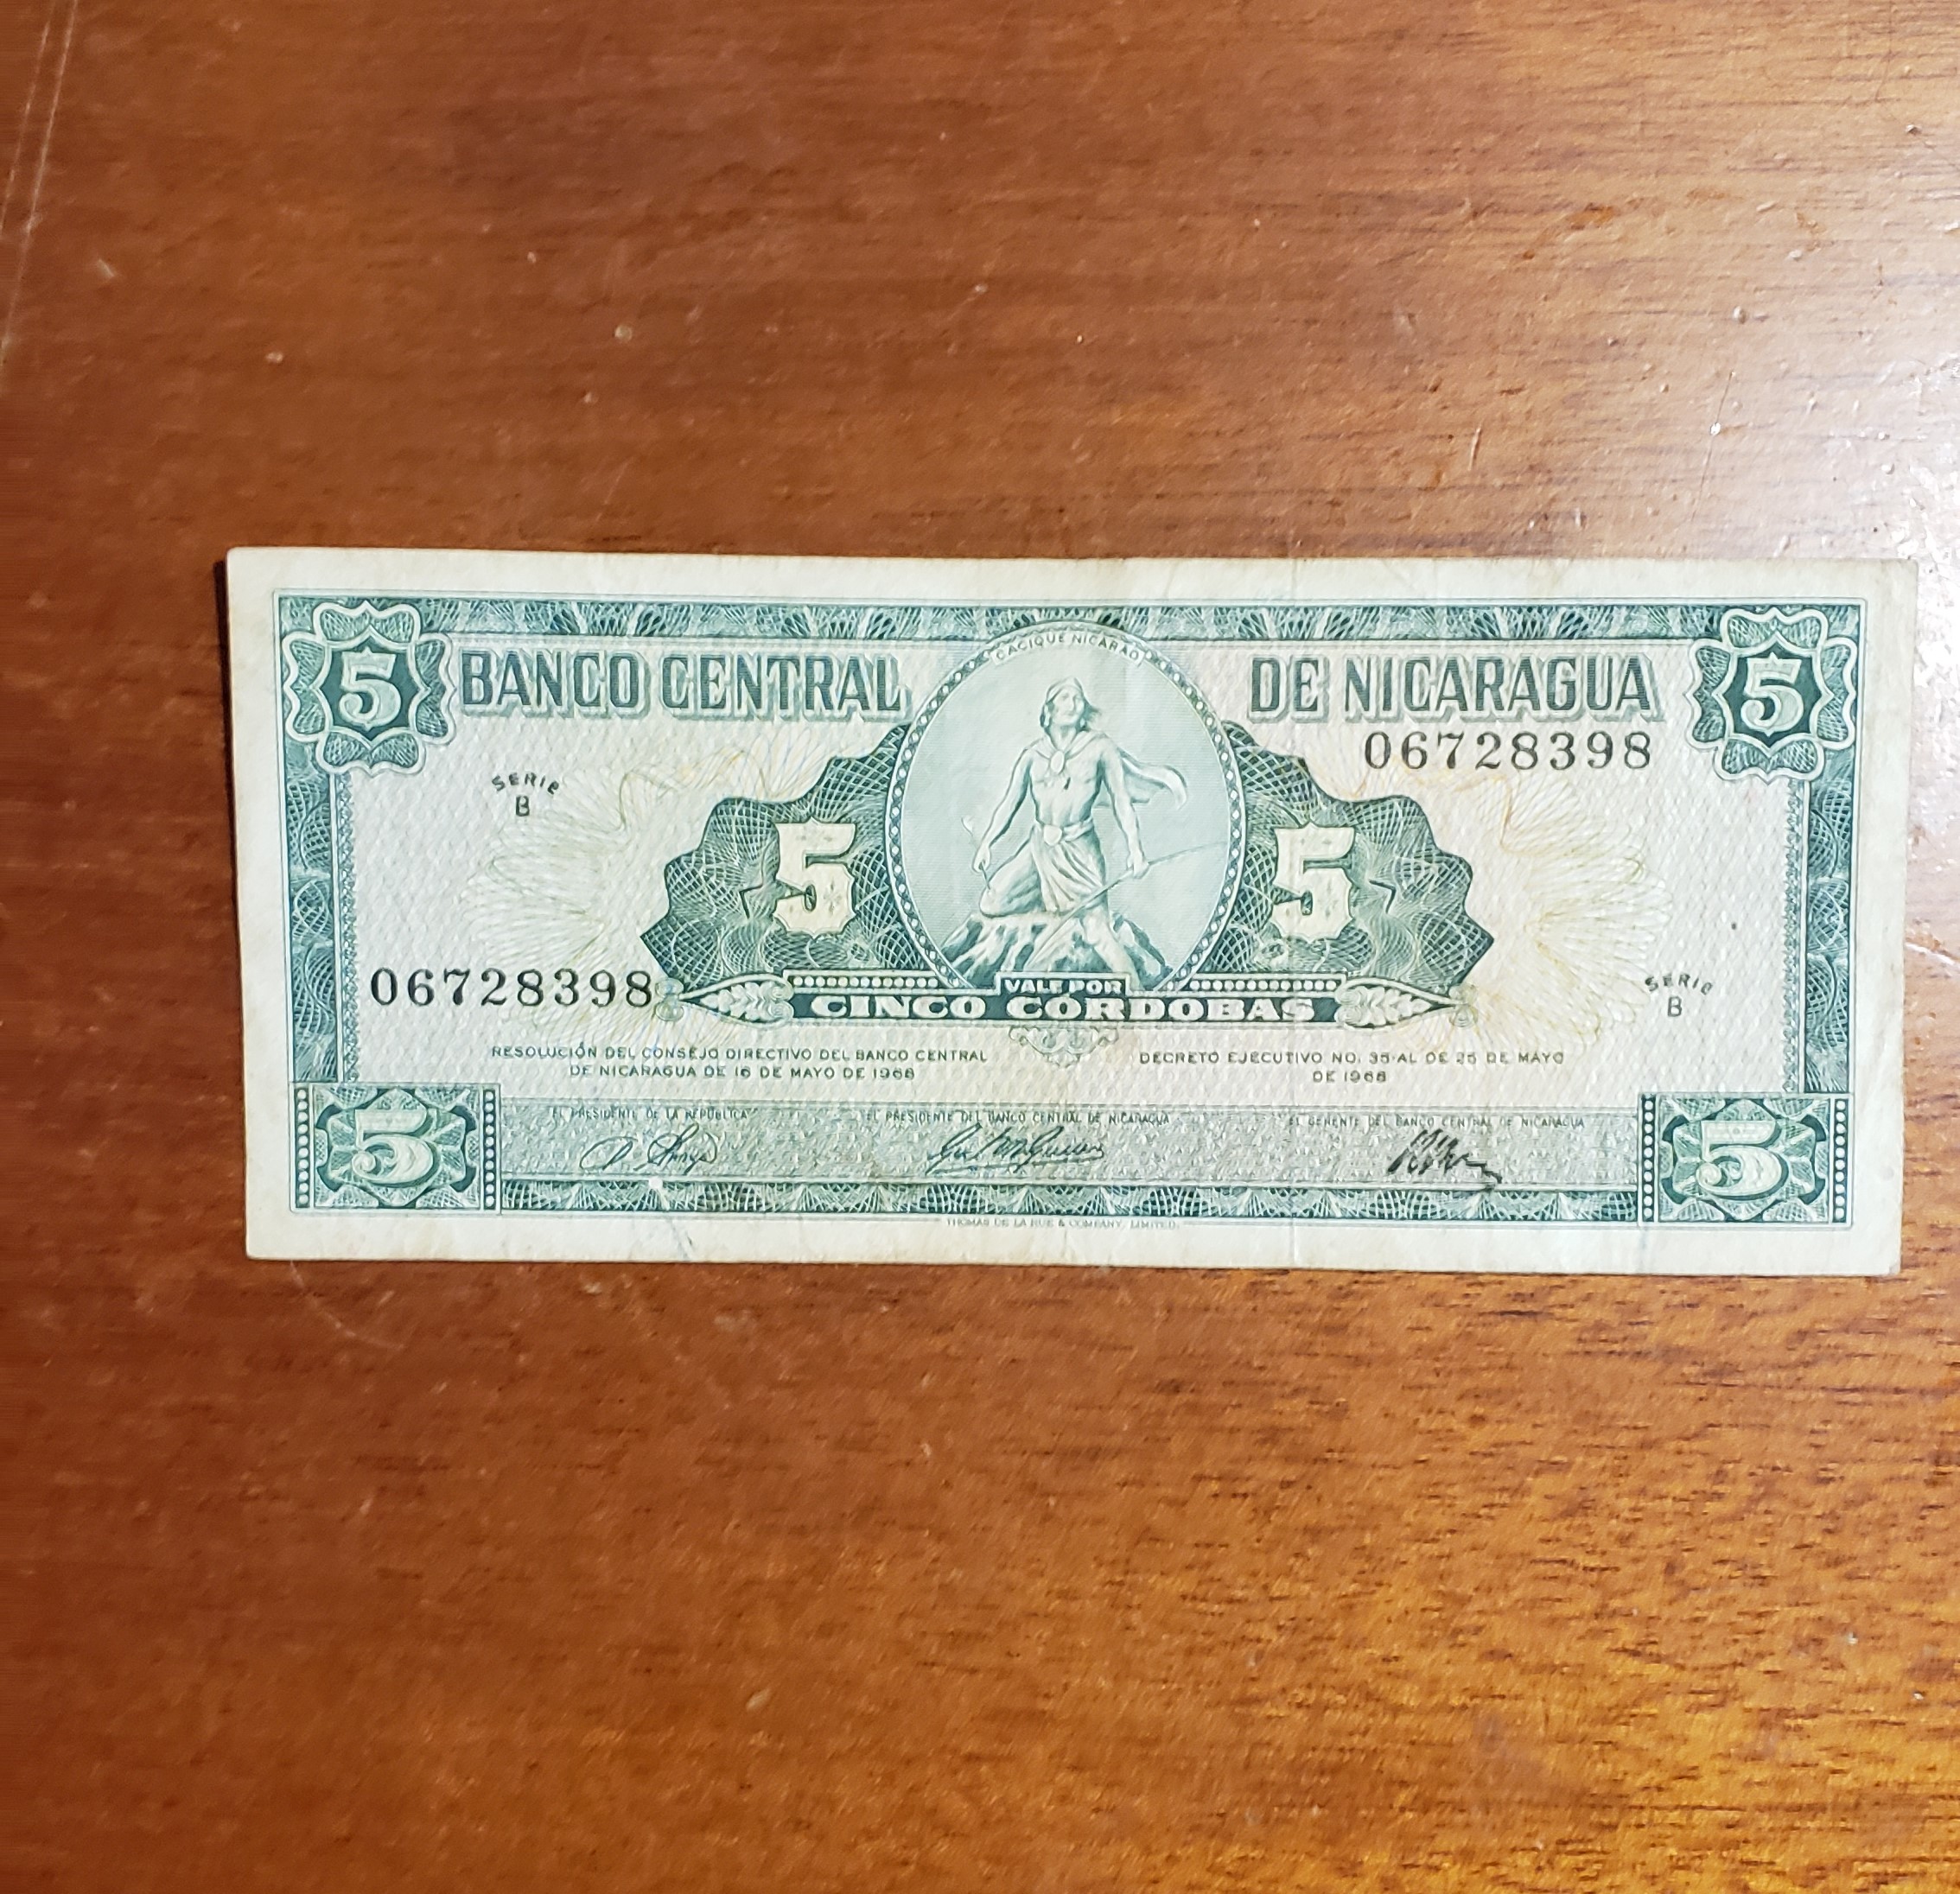 CACIQUE NICARAO
5 BANCO CENTRAL DE NICARAGUA 5
06728398
SERIE
B
5 5
06728398
SERIE
B
VALE POR
CINCO CÓRDOBAS
RESOLUCIÓN DEL CONSEJO DIRECTIVO DEL BANCO CENTRAL
DE NICARAGUA DE 16 DE MAYO DE 1968
DECRETO EJECUTIVO NO. 35-AL DE 25 DE MAYO
DE 1968
5 5
EL PRESIDENTE DE LA REPÚBLICA
EL PRESIDENTE DEL BANCO CENTRAL DE NICARAGUA
EL GERENTE DEL BANCO CENTRAL DE NICARAGUA
THOMAS DE LA RUE & COMPANY, LIMITED.